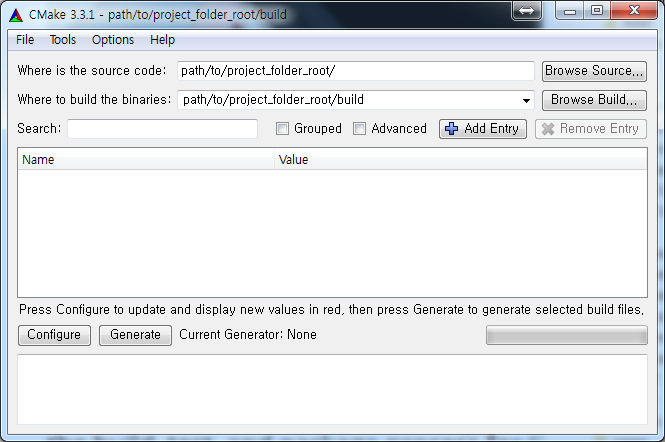 CMake 3.3.1 - path/to/project_folder_root/build
File Tools Options Help
Where is the source code: path/to/project_folder_root/ Browse Source...
Where to build the binaries: path/to/project_folder_root/build Browse Build...
Search: Grouped Advanced Add Entry Remove Entry
Name Value
Press Configure to update and display new values in red, then press Generate to generate selected build files.
Configure Generate Current Generator: None